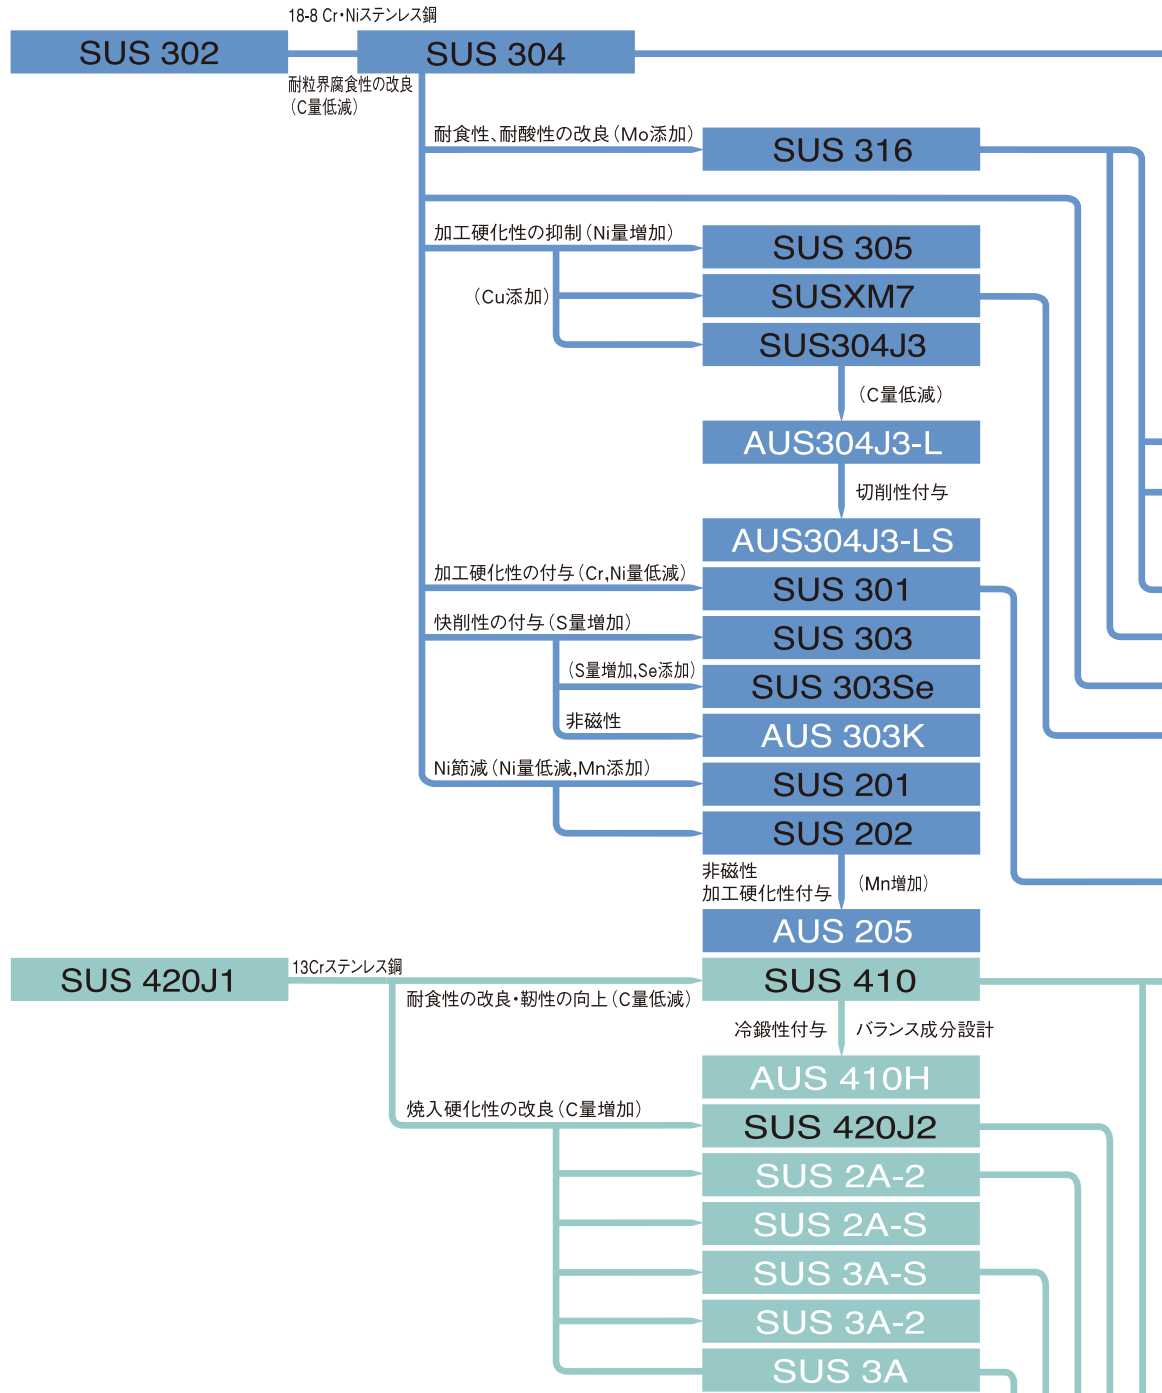 18-8 Cr・Niステンレス鋼
SUS 302
SUS 304
耐粒界腐食性の改良
(C量低減)
耐食性、耐酸性の改良(Mo添加)
SUS 316
加工硬化性の抑制(Ni量増加)
SUS 305
(Cu添加)
SUSXM7
SUS304J3
(C量低減)
AUS304J3-L
切削性付与
AUS304J3-LS
加工硬化性の付与(Cr,Ni量低減)
SUS 301
快削性の付与(S量増加)
SUS 303
(S量増加,Se添加)
SUS 303Se
非磁性
AUS 303K
Ni節減(Ni量低減,Mn添加)
SUS 201
SUS 202
非磁性
加工硬化性付与
(Mn増加)
AUS 205
SUS 420J1
13Crステンレス鋼
SUS 410
耐食性の改良・靭性の向上(C量低減)
冷鍛性付与
バランス成分設計
AUS 410H
焼入硬化性の改良(C量増加)
SUS 420J2
SUS 2A-2
SUS 2A-S
SUS 3A-S
SUS 3A-2
SUS 3A